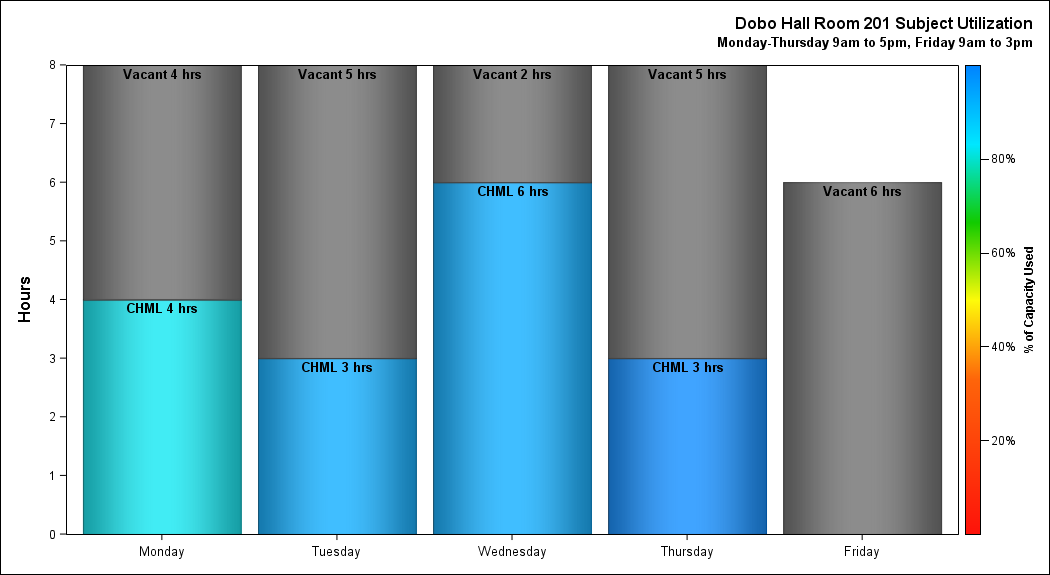 Dobo Hall Room 201 Subject Utilization
Monday-Thursday 9am to 5pm, Friday 9am to 3pm
8
7
6
5
4
3
2
1
0
Hours
Vacant 4 hrs
CHML 4 hrs
Vacant 5 hrs
CHML 3 hrs
Vacant 2 hrs
CHML 6 hrs
Vacant 5 hrs
CHML 3 hrs
Vacant 6 hrs
Monday
Tuesday
Wednesday
Thursday
Friday
80%
60%
40%
20%
% of Capacity Used